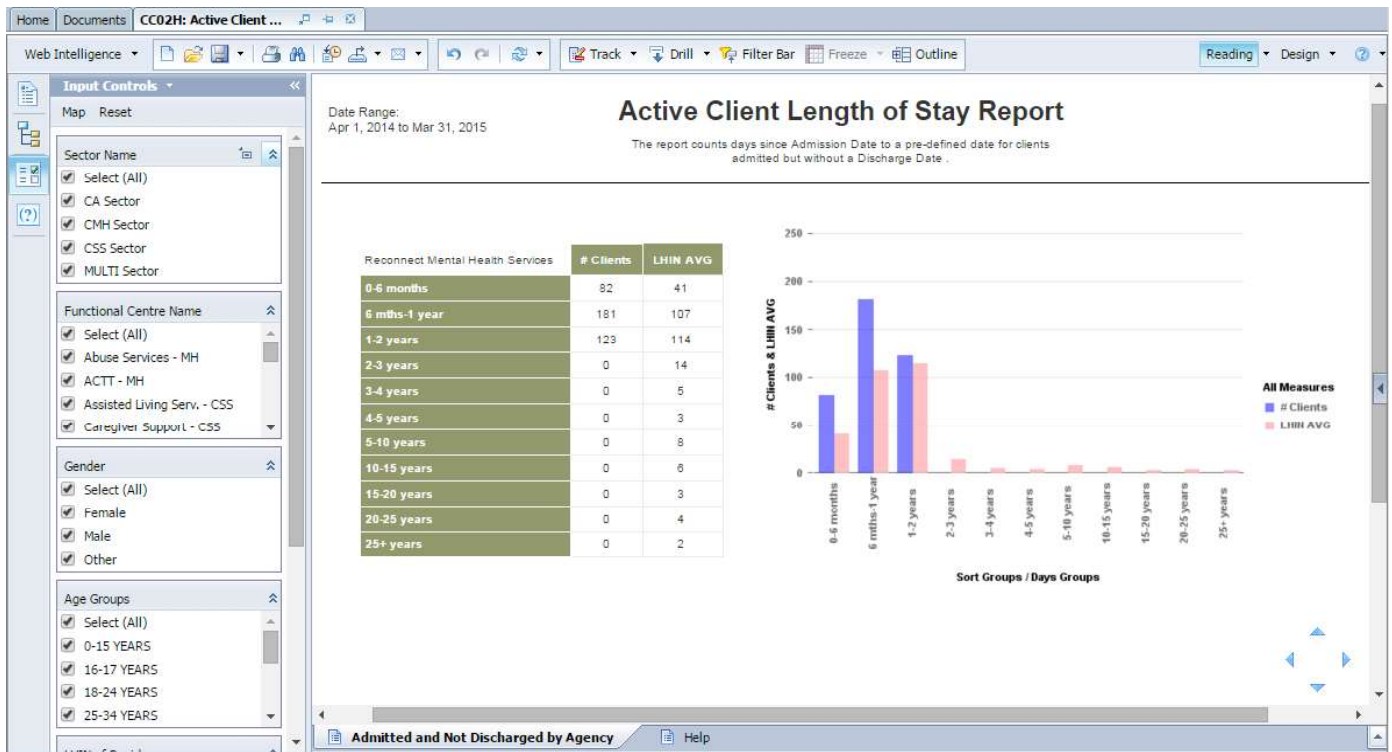 Home Documents CC02H: Active Client ...
Web Intelligence Track Drill Filter Bar Freeze Outline Reading Design
Input Controls
Map Reset
Sector Name
Select (All)
CA Sector
CMH Sector
CSS Sector
MULTI Sector
Functional Centre Name
Select (All)
Abuse Services - MH
ACTT - MH
Assisted Living Serv. - CSS
Caregiver Support - CSS
Gender
Select (All)
Female
Male
Other
Age Groups
Select (All)
0-15 YEARS
16-17 YEARS
18-24 YEARS
25-34 YEARS
Date Range:
Apr 1, 2014 to Mar 31, 2015
Active Client Length of Stay Report
The report counts days since Admission Date to a pre-defined date for clients
admitted but without a Discharge Date .
Reconnect Mental Health Services # Clients LHIN AVG
0-6 months 82 41
6 mths-1 year 181 107
1-2 years 123 114
2-3 years 0 14
3-4 years 0 5
4-5 years 0 3
5-10 years 0 8
10-15 years 0 6
15-20 years 0 3
20-25 years 0 4
25+ years 0 2
# Clients & LHIN AVG
250
200
150
100
50
0
0-6 months
6 mths-1 year
1-2 years
2-3 years
3-4 years
4-5 years
5-10 years
10-15 years
15-20 years
20-25 years
25+ years
Sort Groups / Days Groups
All Measures
# Clients
LHIN AVG
Admitted and Not Discharged by Agency Help